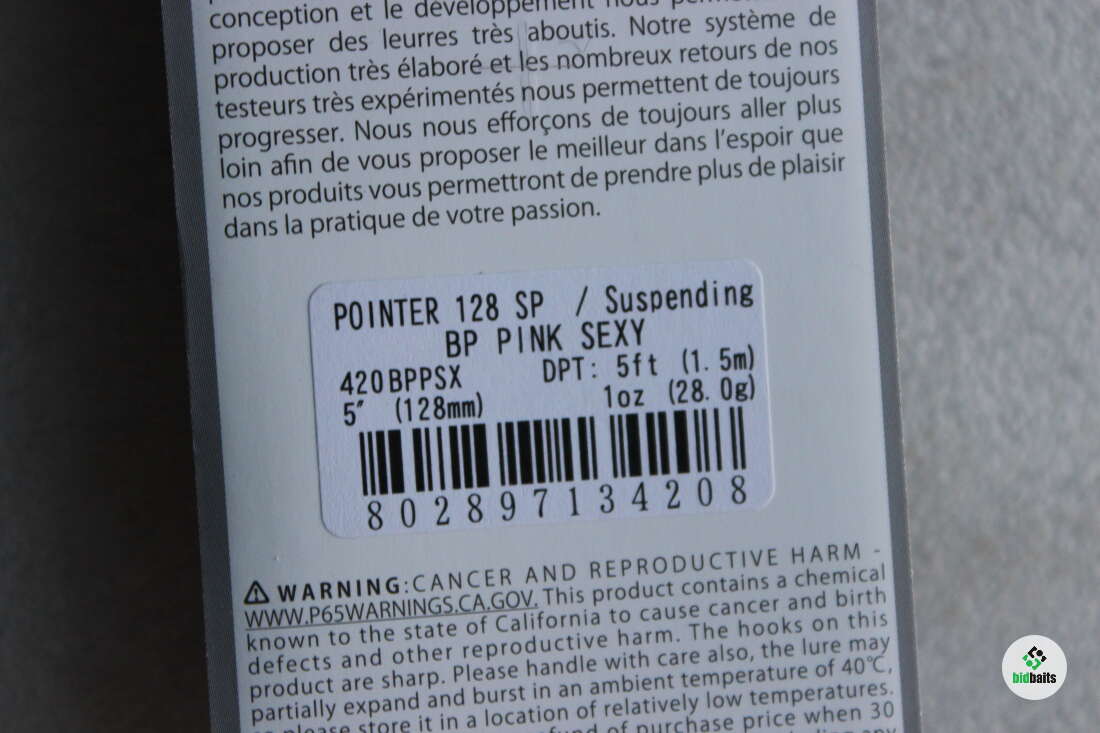 conception et le développement nous
proposer des leurres très aboutis. Notre système de
production très élaboré et les nombreux retours de nos
testeurs très expérimentés nous permettent de toujours
progresser. Nous nous efforçons de toujours aller plus
loin afin de vous proposer le meilleur dans l'espoir que
nos produits vous permettront de prendre plus de plaisir
dans la pratique de votre passion.
POINTER 128 SP / Suspending
BP PINK SEXY
420BPPSX DPT: 5ft (1.5m)
5″ (128mm) 1oz (28.0g)
802897134208
⚠ WARNING:CANCER AND REPRODUCTIVE HARM -
WWW.P65WARNINGS.CA.GOV. This product contains a chemical
known to the state of California to cause cancer and birth
defects and other reproductive harm. The hooks on this
product are sharp. Please handle with care also, the lure may
partially expand and burst in an ambient temperature of 40℃,
please store it in a location of relatively low temperatures.
of purchase price when 30
bidbaits